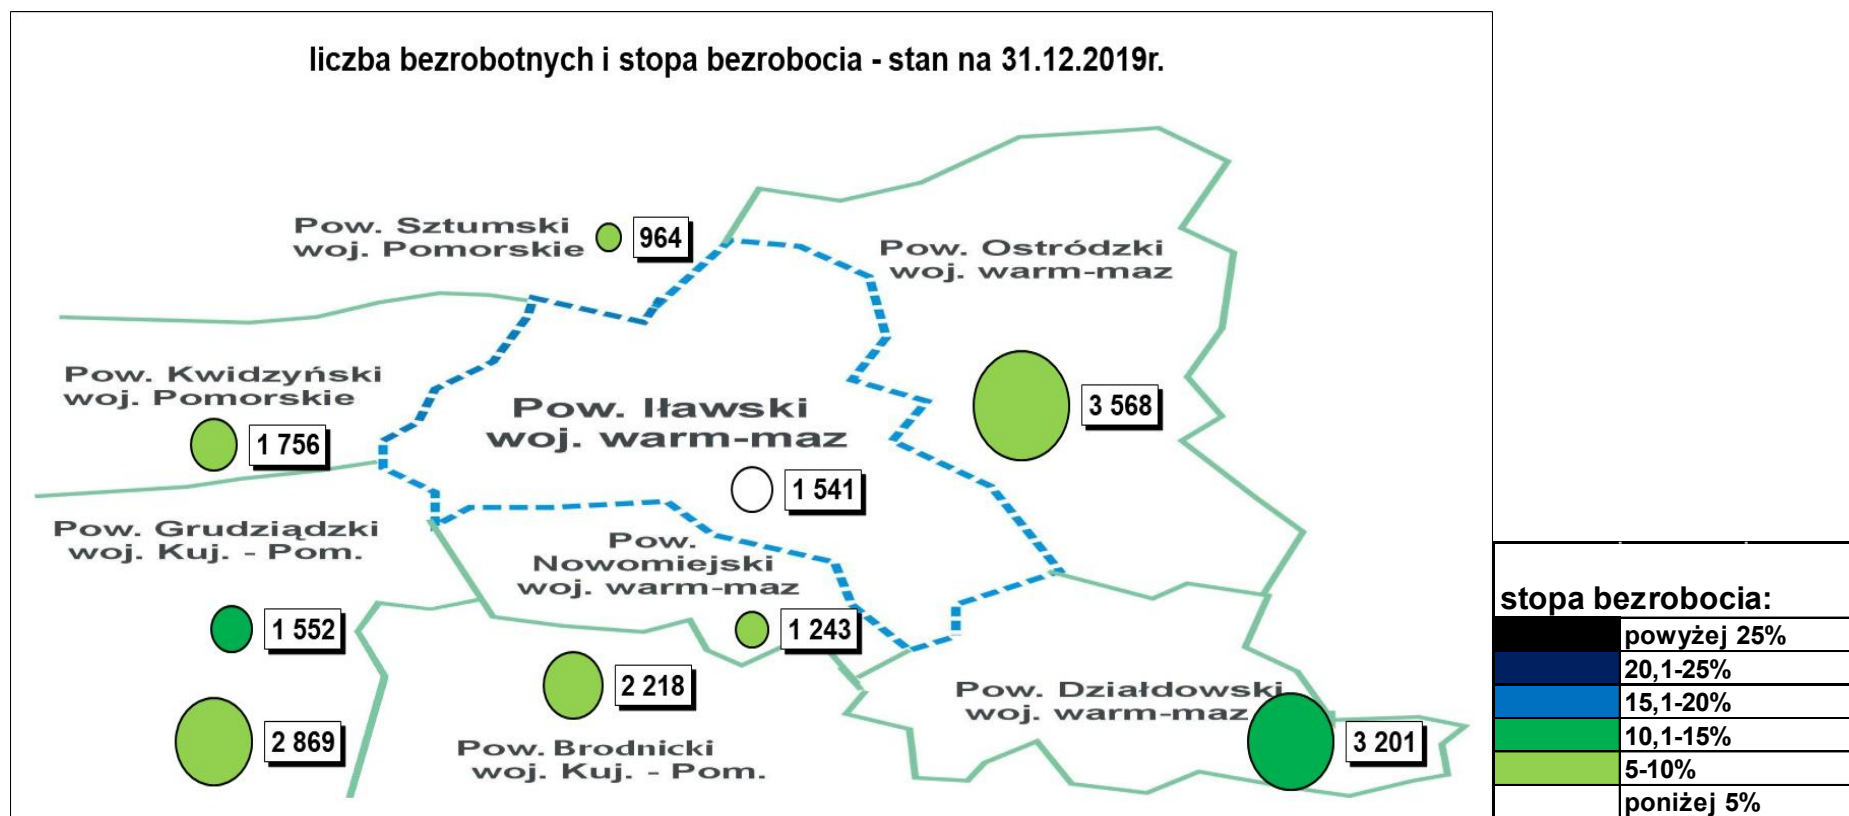 liczba bezrobotnych i stopa bezrobocia - stan na 31.12.2019r.
Pow. Sztumski
woj. Pomorskie
964
Pow. Ostródzki
woj. warm-maz
3 568
Pow. Kwidzyński
woj. Pomorskie
1 756
Pow. Iławski
woj. warm-maz
1 541
Pow. Grudziądzki
woj. Kuj. - Pom.
1 552
2 869
Pow.
Nowomiejski
woj. warm-maz
1 243
2 218
Pow. Brodnicki
woj. Kuj. - Pom.
Pow. Działdowski
woj. warm-maz
3 201
stopa bezrobocia:
powyżej 25%
20,1-25%
15,1-20%
10,1-15%
5-10%
poniżej 5%